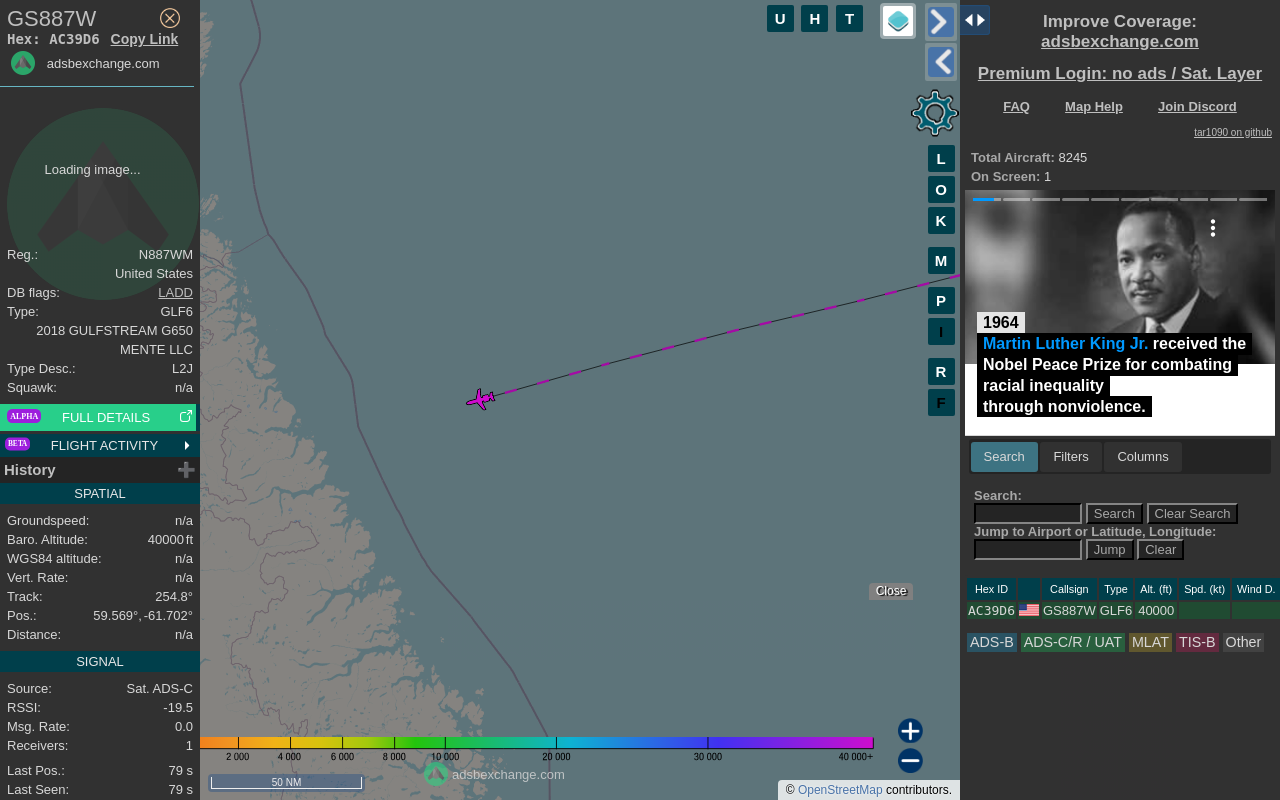 GS887W
Hex: AC39D6 Copy Link
adsbexchange.com
Loading image...
Reg.: N887WM
United States
DB flags: LADD
Type: GLF6
2018 GULFSTREAM G650
MENTE LLC
Type Desc.: L2J
Squawk: n/a
ALPHA FULL DETAILS
BETA FLIGHT ACTIVITY
History
SPATIAL
Groundspeed: n/a
Baro. Altitude: 40000 ft
WGS84 altitude: n/a
Vert. Rate: n/a
Track: 254.8°
Pos.: 59.569°, -61.702°
Distance: n/a
SIGNAL
Source: Sat. ADS-C
RSSI: -19.5
Msg. Rate: 0.0
Receivers: 1
Last Pos.: 79 s
Last Seen: 79 s
U H T
L
O
K
M
P
I
R
F
Close
2 000 4 000 6 000 8 000 10 000 20 000 30 000 40 000+
50 NM
adsbexchange.com
© OpenStreetMap contributors.
Improve Coverage:
adsbexchange.com
Premium Login: no ads / Sat. Layer
FAQ Map Help Join Discord
tar1090 on github
Total Aircraft: 8245
On Screen: 1
1964
Martin Luther King Jr. received the
Nobel Peace Prize for combating
racial inequality
through nonviolence.
Search Filters Columns
Search:
Search Clear Search
Jump to Airport or Latitude, Longitude:
Jump Clear
Hex ID Callsign Type Alt. (ft) Spd. (kt) Wind D.
AC39D6 GS887W GLF6 40000
ADS-B ADS-C/R / UAT MLAT TIS-B Other